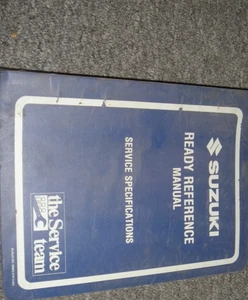 SUZUKI
READY REFERENCE
MANUAL
SERVICE SPECIFICATIONS
the Service
team